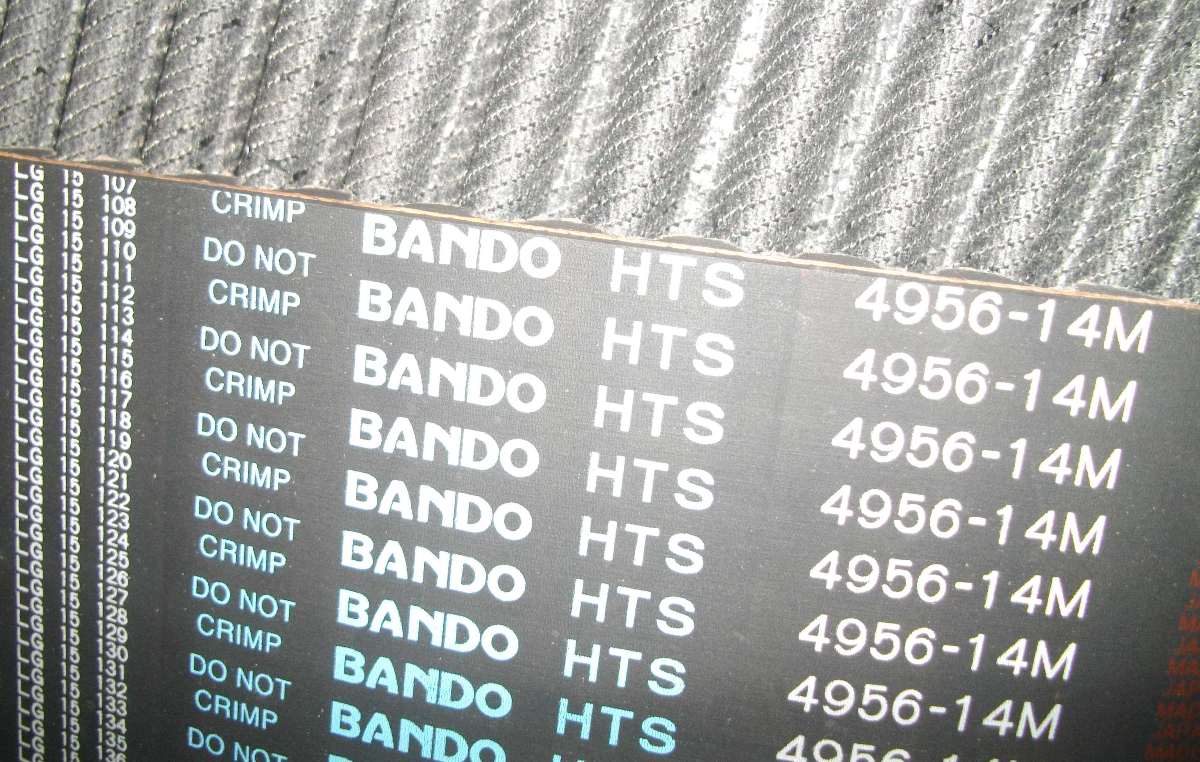 LG 15 107
LG 15 108
LG 15 109
LG 15 110
LG 15 111
LG 15 112
LG 15 113
LG 15 114
LG 15 115
LG 15 116
LG 15 117
LG 15 118
LG 15 119
LG 15 120
LG 15 121
LG 15 122
LG 15 123
LG 15 124
LG 15 125
LG 15 126
LG 15 127
LG 15 128
LG 15 129
LG 15 130
LG 15 131
LG 15 132
LG 15 133
LG 15 134
LG 15 135
LG 15 136
CRIMP
DO NOT
CRIMP
DO NOT
CRIMP
DO NOT
CRIMP
DO NOT
CRIMP
DO NOT
CRIMP
DO NOT
CRIMP
DO NOT
BANDO HTS 4956-14M
BANDO HTS 4956-14M
BANDO HTS 4956-14M
BANDO HTS 4956-14M
BANDO HTS 4956-14M
BANDO HTS 4956-14M
BANDO HTS 4956-14M
BANDO HTS 4956-14M
BANDO